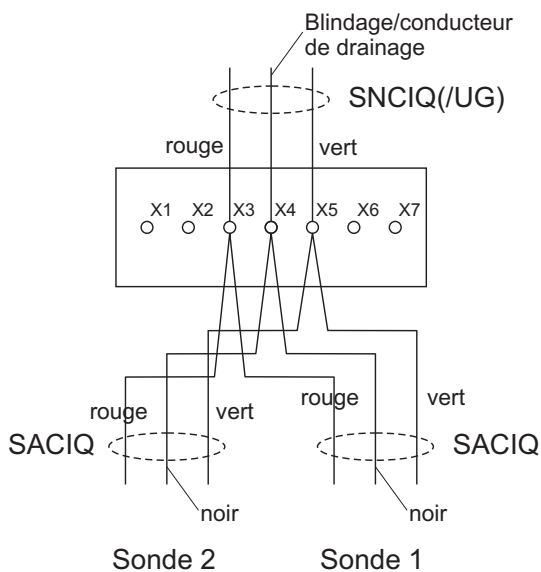 Blindage/conducteur
de drainage
SNCIQ(/UG)
rouge
vert
X1 X2 X3 X4 X5 X6 X7
rouge
vert
rouge
vert
SACIQ
SACIQ
noir
noir
Sonde 2
Sonde 1